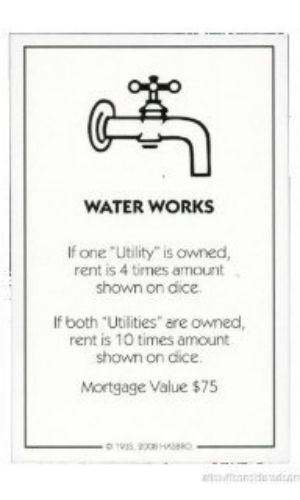 WATER WORKS
If one "Utility" is owned,
rent is 4 times amount
shown on dice.
If both "Utilities" are owned,
rent is 10 times amount
shown on dice.
Mortgage Value $75
© 1935, 2008 HASBRO